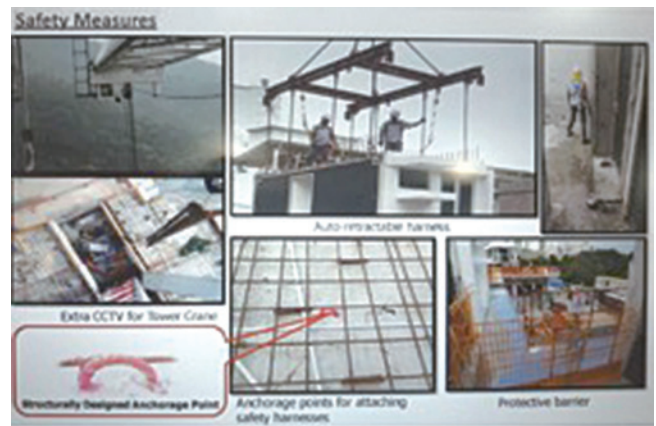 Safety Measures
Auto-retractable harness
Extra CCTV for Tower Crane
Structurally Designed Anchorage Point
Anchorage points for attaching
safety harnesses
Protective barrier